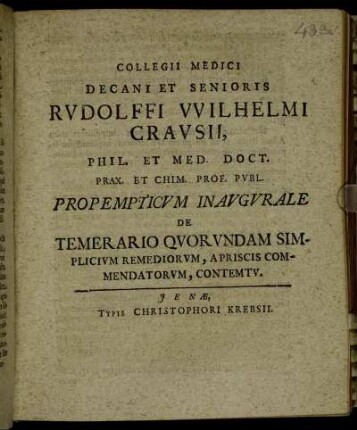 COLLEGII MEDICI
DECANI ET SENIORIS
RVDOLFFI VVILHELMI
CRAVSII,
PHIL. ET MED. DOCT.
PRAX. ET CHIM. PROF. PVBL.
PROPEMPTICVM INAVGVRALE
DE
TEMERARIO QVORVNDAM SIM-
PLICIVM REMEDIORVM, A PRISCIS COM-
MENDATORVM, CONTEMTV.
JENÆ,
TYPIS CHRISTOPHORI KREBSII.